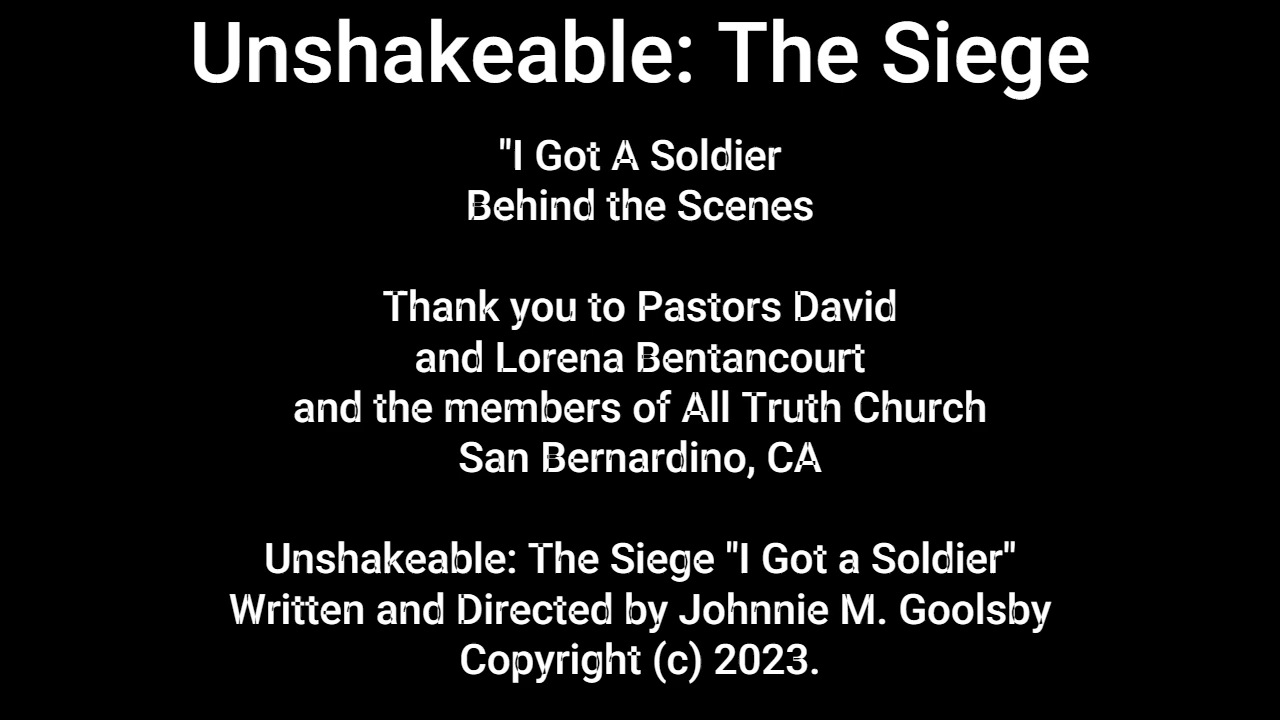 Unshakeable: The Siege
"I Got A Soldier
Behind the Scenes
Thank you to Pastors David
and Lorena Bentancourt
and the members of All Truth Church
San Bernardino, CA
Unshakeable: The Siege "I Got a Soldier"
Written and Directed by Johnnie M. Goolsby
Copyright (c) 2023.